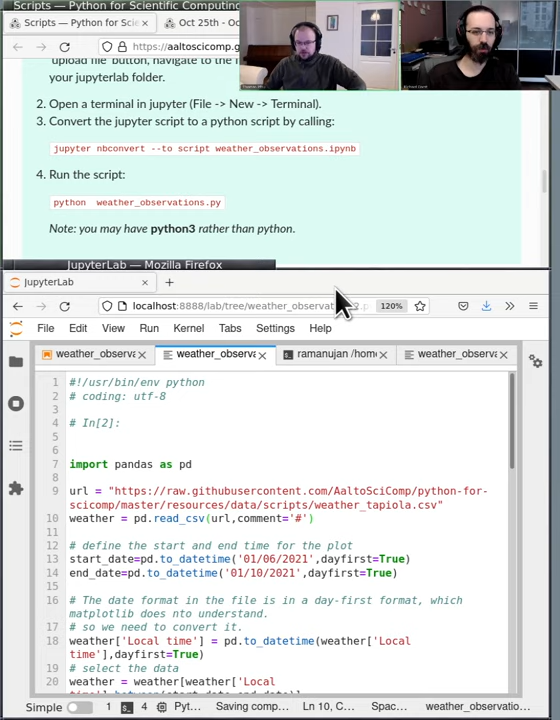 Scripts — Python for Scientific Computing
Scripts — Python for Scie
Oct 25th - Oc
https://aaltoscicomp.g
upload file' button, navigate to the
your jupyterlab folder.
2. Open a terminal in jupyter (File -> New -> Terminal).
3. Convert the jupyter script to a python script by calling:
jupyter nbconvert --to script weather_observations.ipynb
4. Run the script:
python weather_observations.py
Note: you may have python3 rather than python.
JupyterLab — Mozilla Firefox
JupyterLab
localhost:8888/lab/tree/weather_observat
120%
File Edit View Run Kernel Tabs Settings Help
weather_observa
weather_observa
ramanujan /home
weather_observa
1 #!/usr/bin/env python
2 # coding: utf-8
3
4 # In[2]:
5
6
7 import pandas as pd
8
9 url = "https://raw.githubusercontent.com/AaltoSciComp/python-for-
scicomp/master/resources/data/scripts/weather_tapiola.csv"
10 weather = pd.read_csv(url,comment='#')
11
12 # define the start and end time for the plot
13 start_date=pd.to_datetime('01/06/2021',dayfirst=True)
14 end_date=pd.to_datetime('01/10/2021',dayfirst=True)
15
16 # The date format in the file is in a day-first format, which
matplotlib does nto understand.
17 # so we need to convert it.
18 weather['Local time'] = pd.to_datetime(weather['Local
time'],dayfirst=True)
19 # select the data
20 weather = weather[weather['Local
time'].between(start_date,end_date)]
Simple 1 4 Pyt... Saving comp... Ln 10, C... Spac... weather_observatio...